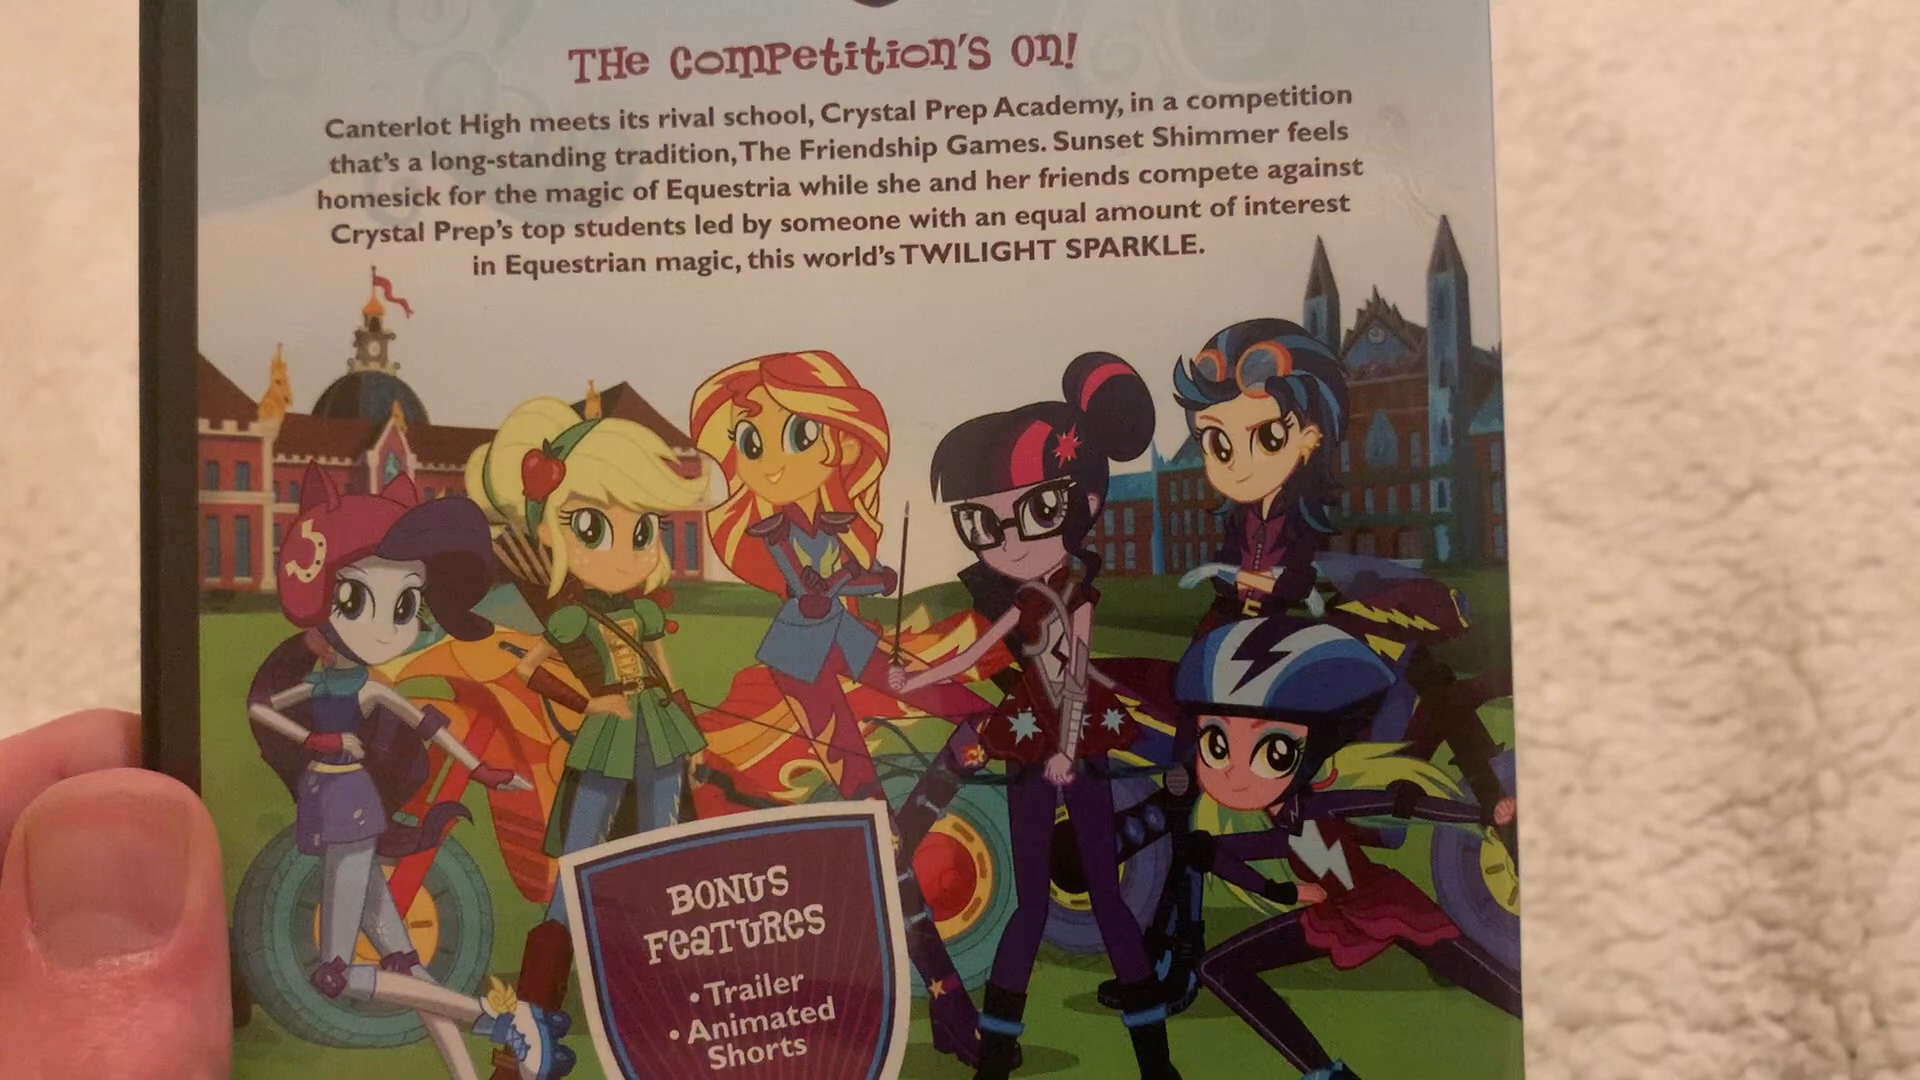 THe COMPetitiON'S ON!
Canterlot High meets its rival school, Crystal Prep Academy, in a competition
that's a long-standing tradition, The Friendship Games. Sunset Shimmer feels
homesick for the magic of Equestria while she and her friends compete against
Crystal Prep's top students led by someone with an equal amount of interest
in Equestrian magic, this world's TWILIGHT SPARKLE.
BONUS
FeaTUReS
• Trailer
• Animated
Shorts